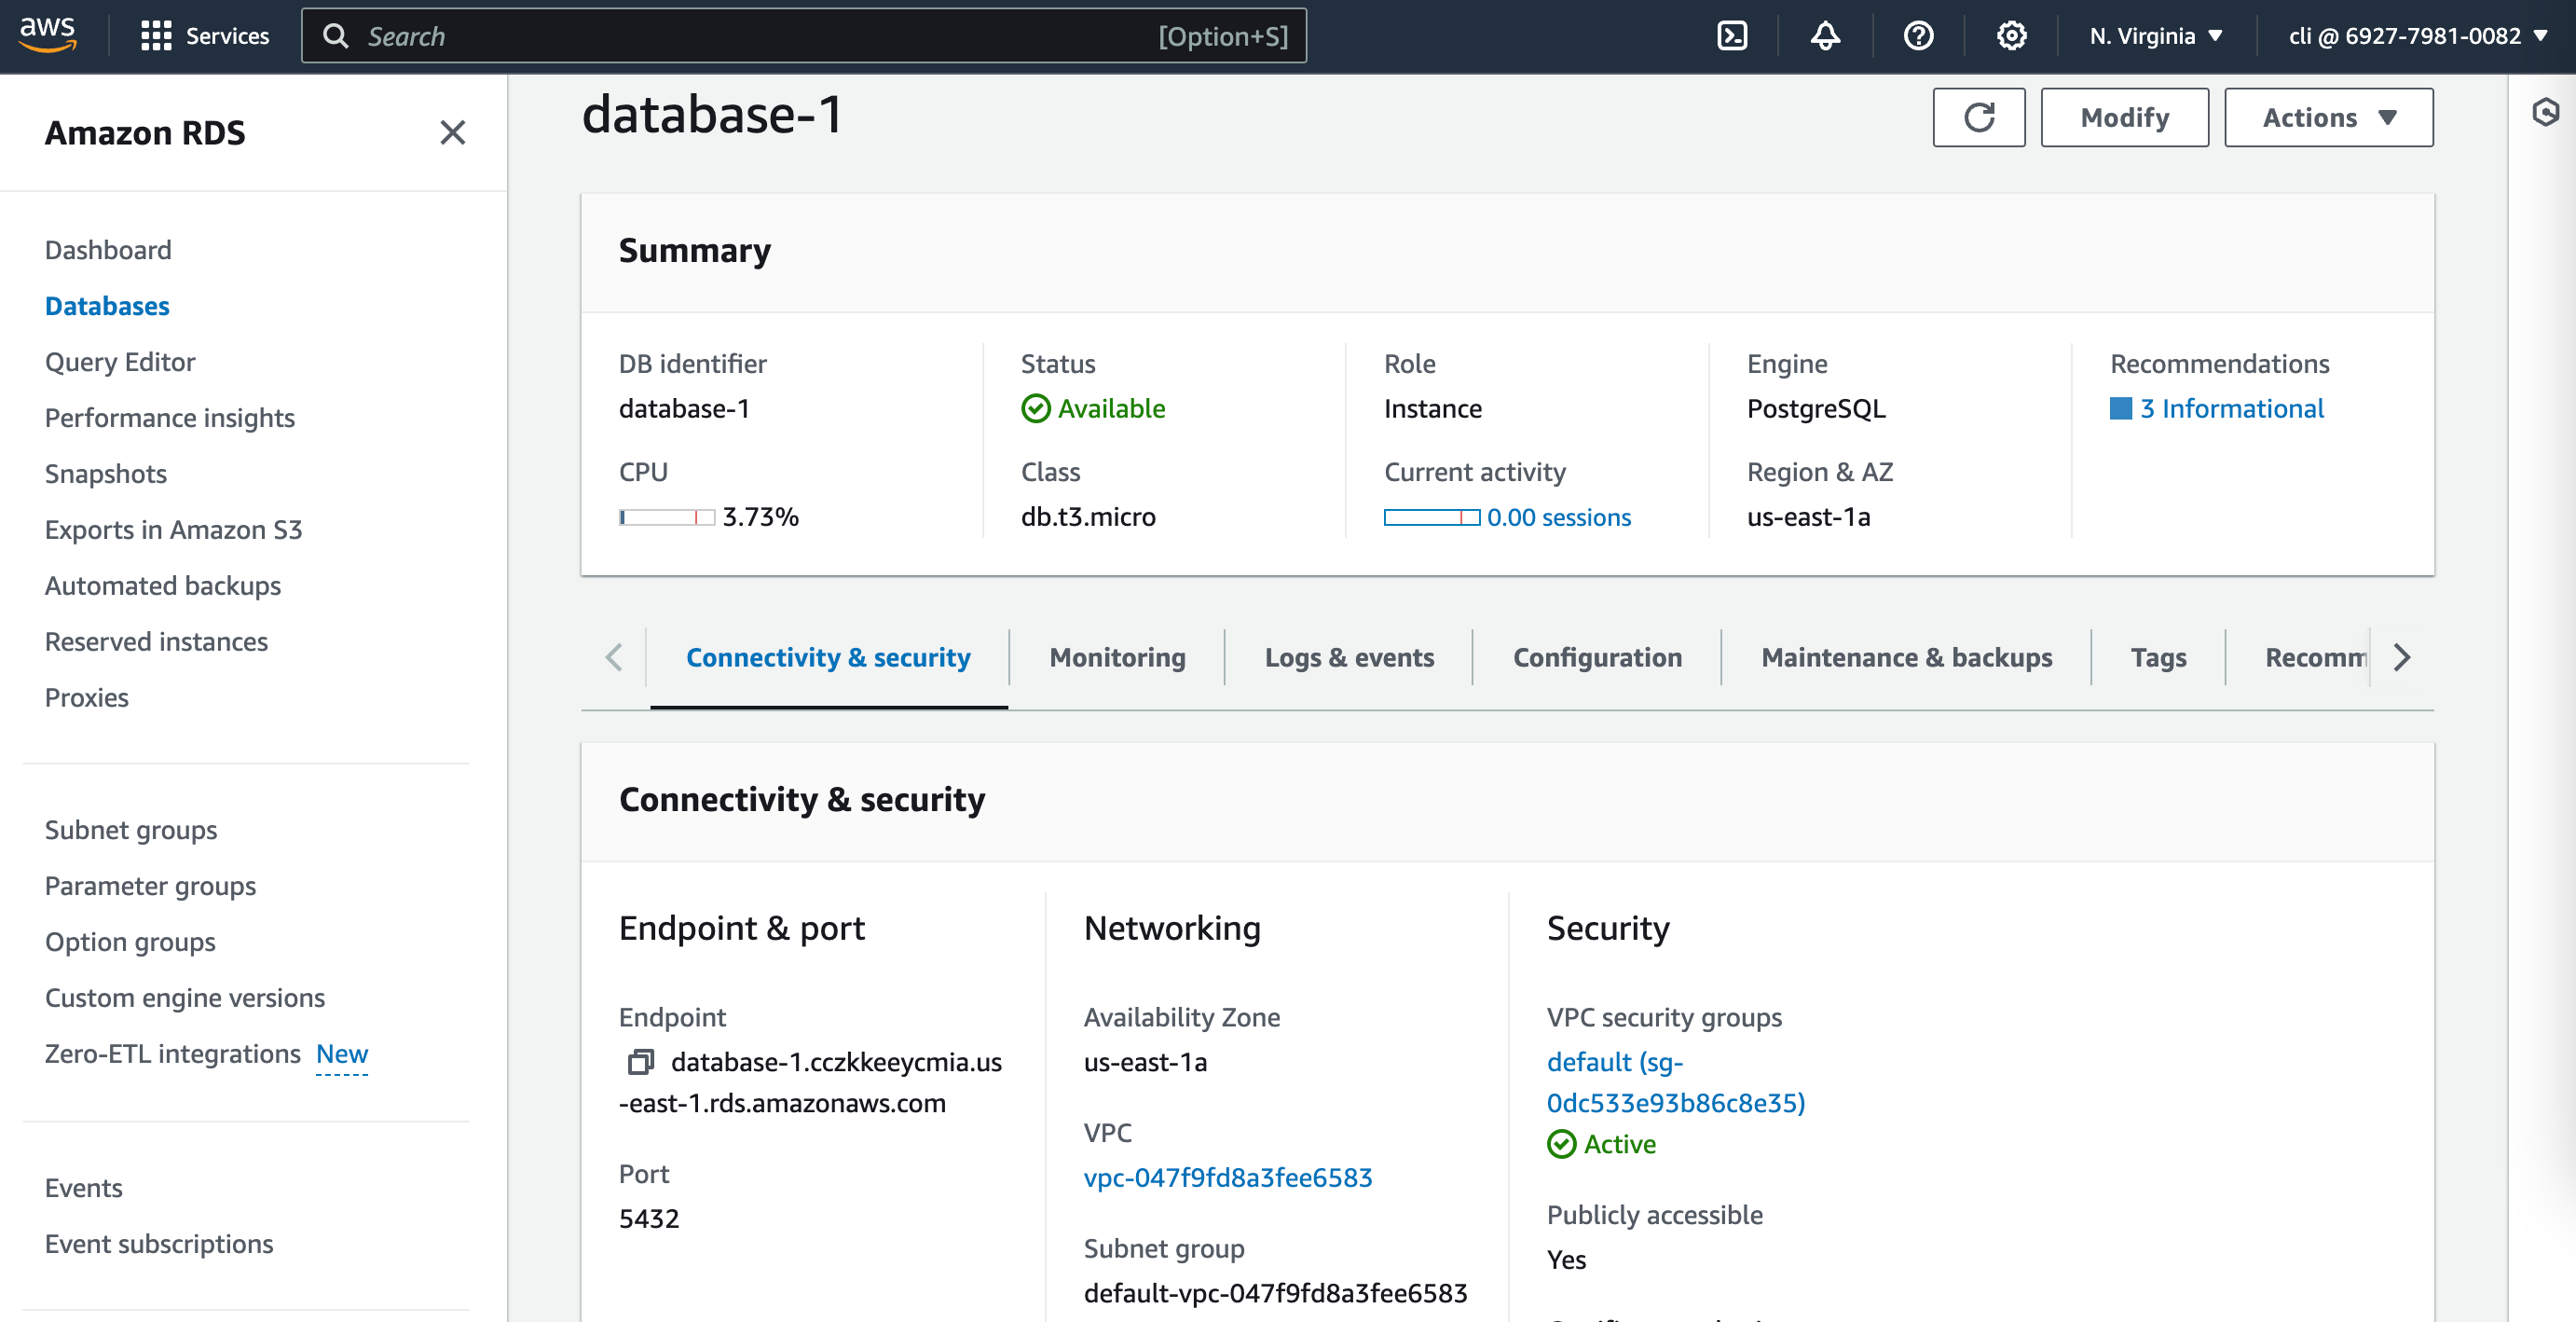 aws
Services
Search
[Option+S]
N. Virginia
cli @ 6927-7981-0082
Amazon RDS
Dashboard
Databases
Query Editor
Performance insights
Snapshots
Exports in Amazon S3
Automated backups
Reserved instances
Proxies
Subnet groups
Parameter groups
Option groups
Custom engine versions
Zero-ETL integrations New
Events
Event subscriptions
database-1
Modify
Actions
Summary
DB identifier
database-1
CPU
3.73%
Status
Available
Class
db.t3.micro
Role
Instance
Current activity
0.00 sessions
Engine
PostgreSQL
Region & AZ
us-east-1a
Recommendations
3 Informational
Connectivity & security
Monitoring
Logs & events
Configuration
Maintenance & backups
Tags
Recomm
Connectivity & security
Endpoint & port
Endpoint
database-1.cczkkeeycmia.us
-east-1.rds.amazonaws.com
Port
5432
Networking
Availability Zone
us-east-1a
VPC
vpc-047f9fd8a3fee6583
Subnet group
default-vpc-047f9fd8a3fee6583
Security
VPC security groups
default (sg-
0dc533e93b86c8e35)
Active
Publicly accessible
Yes